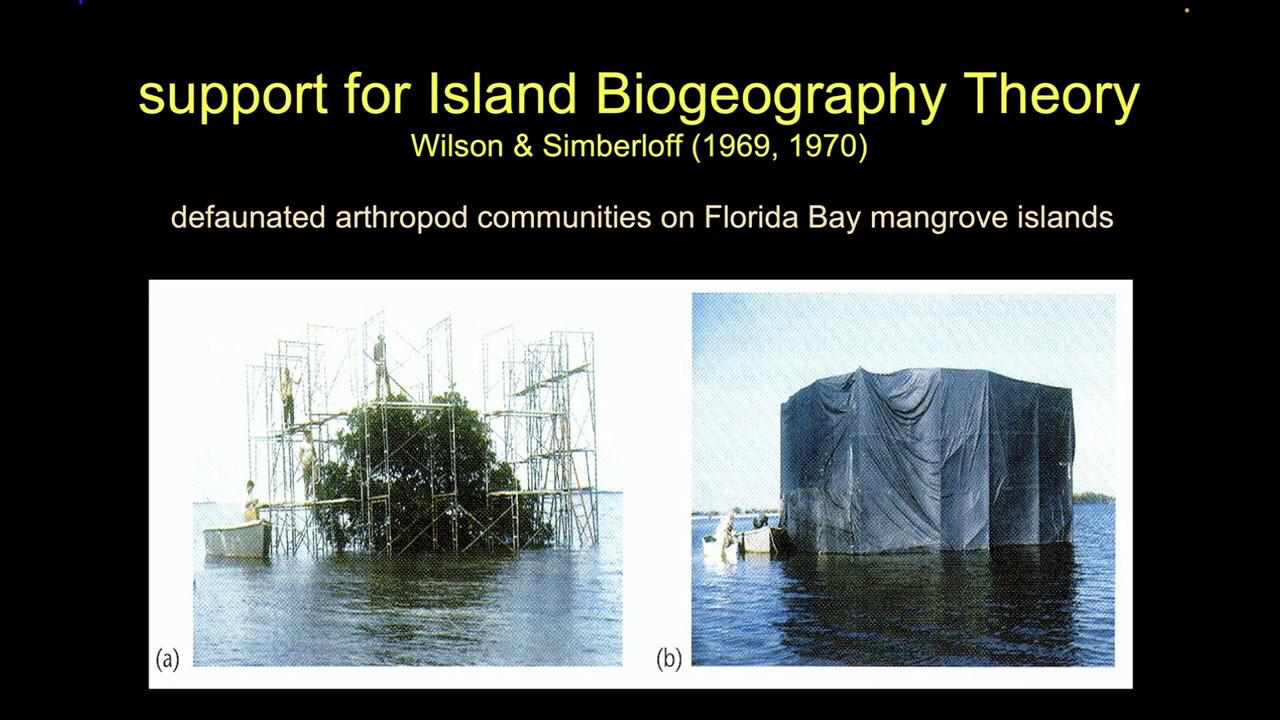 support for Island Biogeography Theory
Wilson & Simberloff (1969, 1970)
defaunated arthropod communities on Florida Bay mangrove islands
(a)
(b)